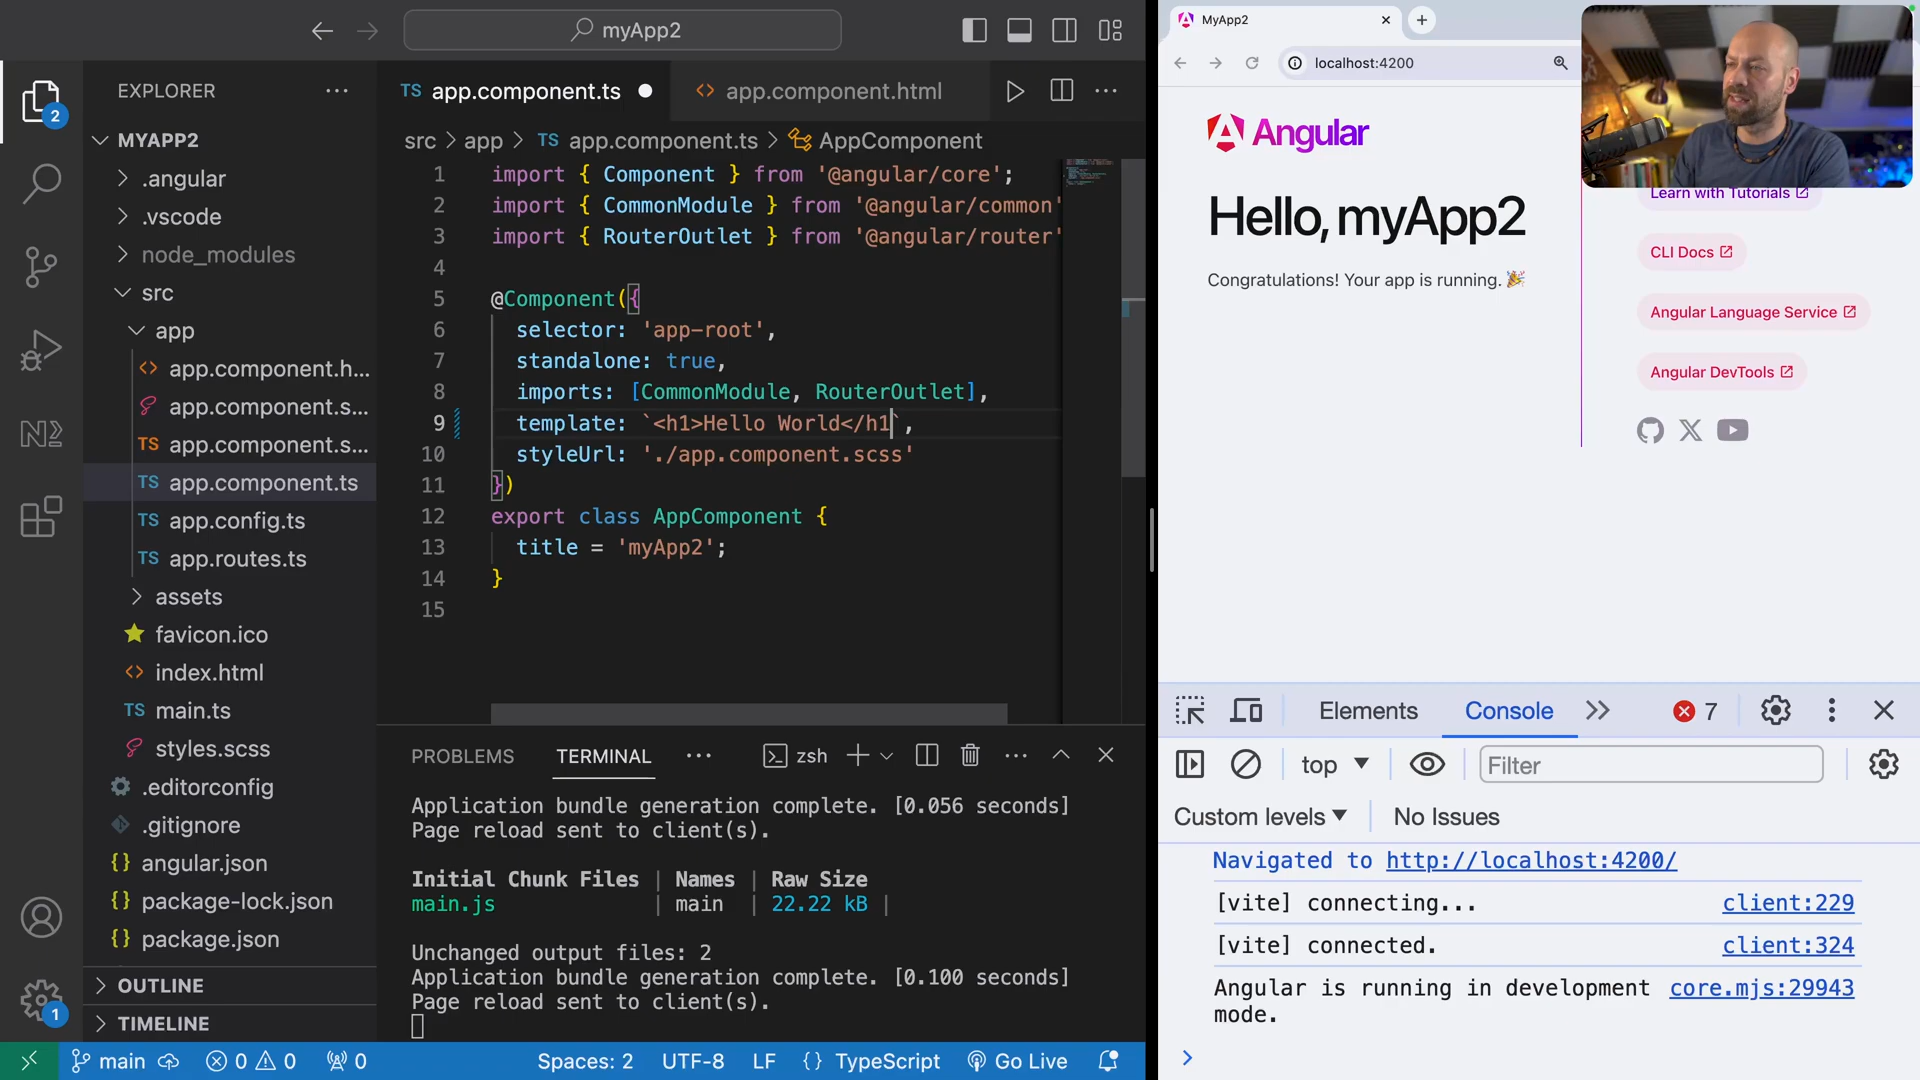 myApp2
EXPLORER
2
MYAPP2
.angular
.vscode
node_modules
src
app
app.component.h...
app.component.s...
TS app.component.s...
TS app.component.ts
TS app.config.ts
TS app.routes.ts
assets
favicon.ico
index.html
TS main.ts
styles.scss
.editorconfig
.gitignore
{} angular.json
{} package-lock.json
{} package.json
OUTLINE
TIMELINE
1
TS app.component.ts
app.component.html
src > app > TS app.component.ts > AppComponent
1 import { Component } from '@angular/core';
2 import { CommonModule } from '@angular/common'
3 import { RouterOutlet } from '@angular/router'
4
5 @Component({
6 selector: 'app-root',
7 standalone: true,
8 imports: [CommonModule, RouterOutlet],
9 template: `<h1>Hello World</h1`,
10 styleUrl: './app.component.scss'
11 })
12 export class AppComponent {
13 title = 'myApp2';
14 }
15
PROBLEMS TERMINAL zsh
Application bundle generation complete. [0.056 seconds]
Page reload sent to client(s).
Initial Chunk Files | Names | Raw Size
main.js | main | 22.22 kB |
Unchanged output files: 2
Application bundle generation complete. [0.100 seconds]
Page reload sent to client(s).
main 0 0 0 Spaces: 2 UTF-8 LF {} TypeScript Go Live
MyApp2
localhost:4200
Angular
Hello, myApp2
Congratulations! Your app is running. 🎉
Learn with Tutorials
CLI Docs
Angular Language Service
Angular DevTools
Elements Console 7
top Filter
Custom levels No Issues
Navigated to http://localhost:4200/
[vite] connecting... client:229
[vite] connected. client:324
Angular is running in development core.mjs:29943
mode.